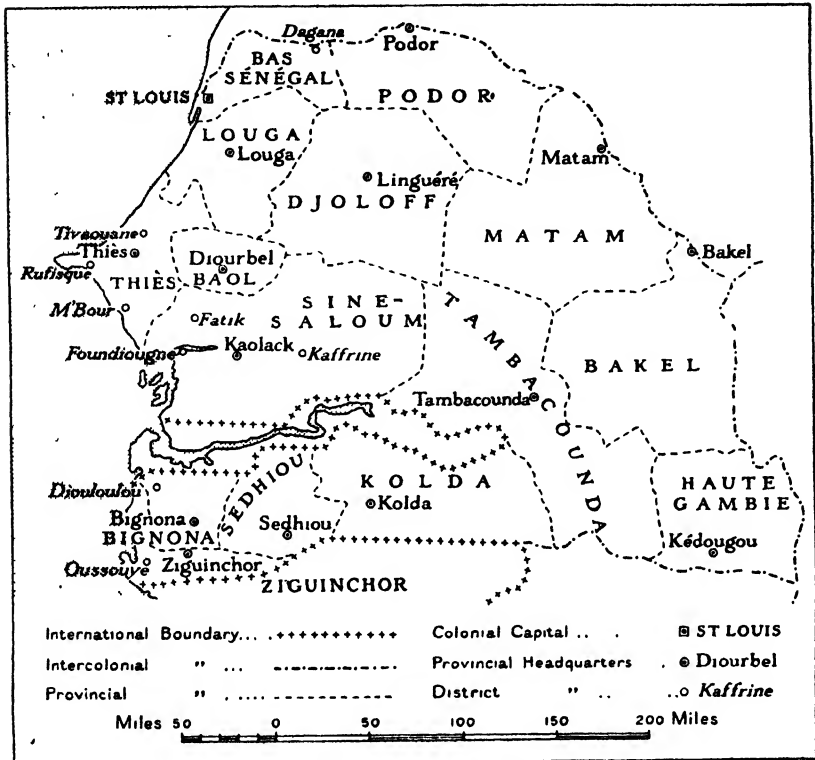 Dagana
Podor
BAS
SÉNÉGAL
ST LOUIS
PODOR
LOUGA
Louga
Matam
Linguéré
DJOLOFF
MATAM
Tivaouane
Thiès
Diourbel
Bakel
Rufisque
THIÈS
BAOL
SINE-
SALOUM
M'Bour
Fatik
TAMBACOUNDA
Foundiougne
Kaolack
Kaffrine
BAKEL
Tambacounda
SEDHIOU
KOLDA
HAUTE
GAMBIE
Diouloulou
Kolda
Bignona
BIGNONA
Sedhiou
Kédougou
Oussouye
Ziguinchor
ZIGUINCHOR
International Boundary.... ++++++++++++ Colonial Capital .. . ST LOUIS
Intercolonial " ... Provincial Headquarters . Diourbel
Provincial " ..... District " .. .. Kaffrine
Miles 50 0 50 100 150 200 Miles